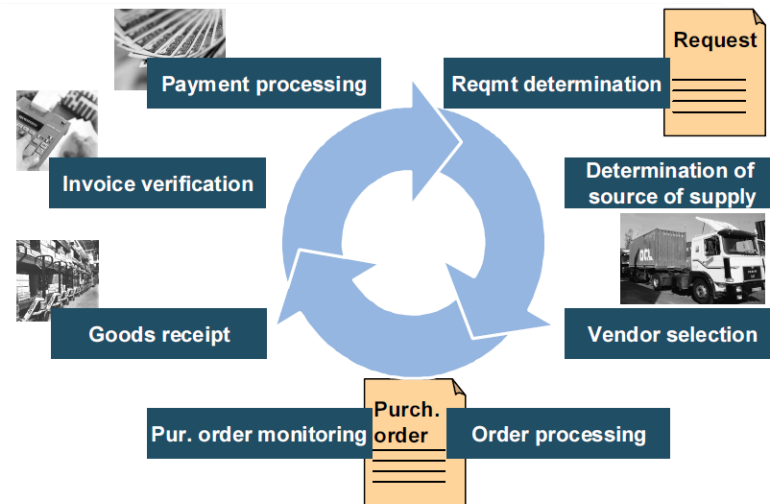 Request
Payment processing
Reqmt determination
Invoice verification
Determination of
source of supply
Goods receipt
Vendor selection
Purch.
order
Pur. order monitoring
Order processing